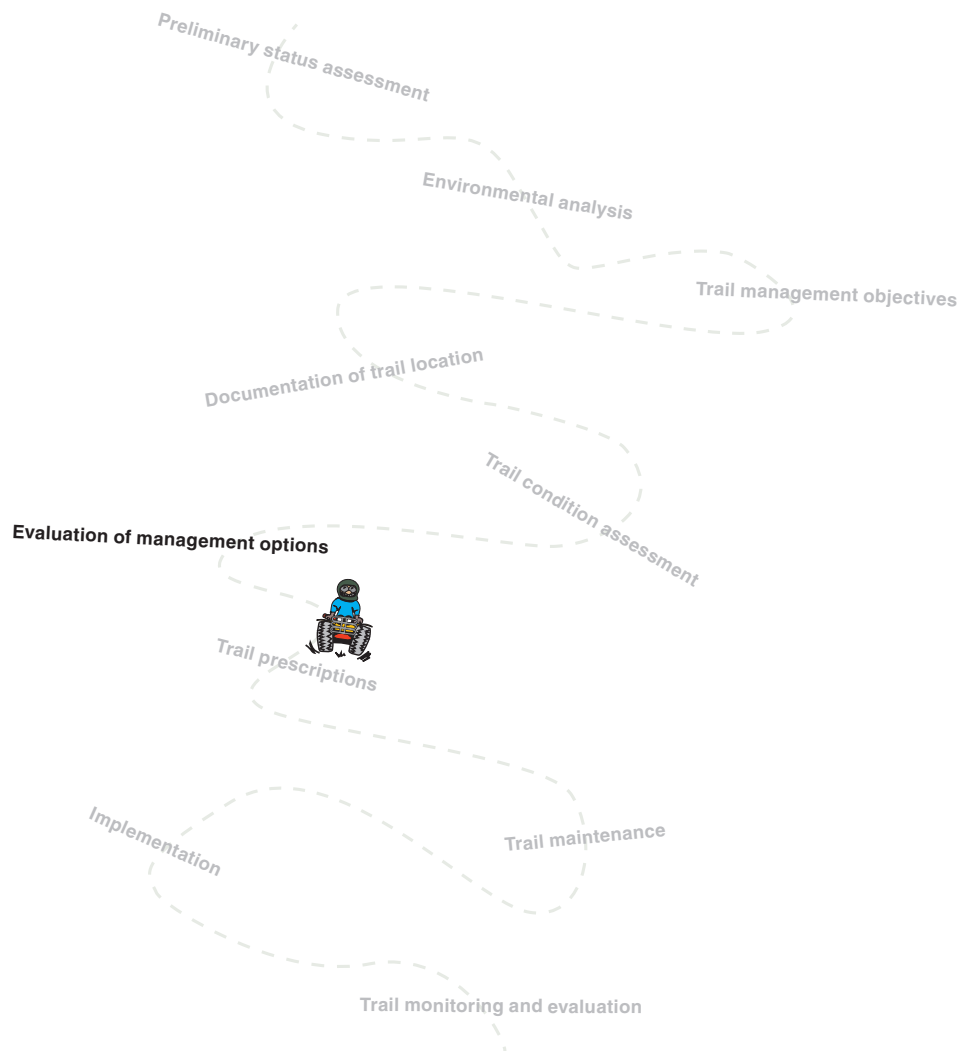 Preliminary status assessment
Environmental analysis
Trail management objectives
Documentation of trail location
Trail condition assessment
Evaluation of management options
Trail prescriptions
Trail maintenance
Implementation
Trail monitoring and evaluation